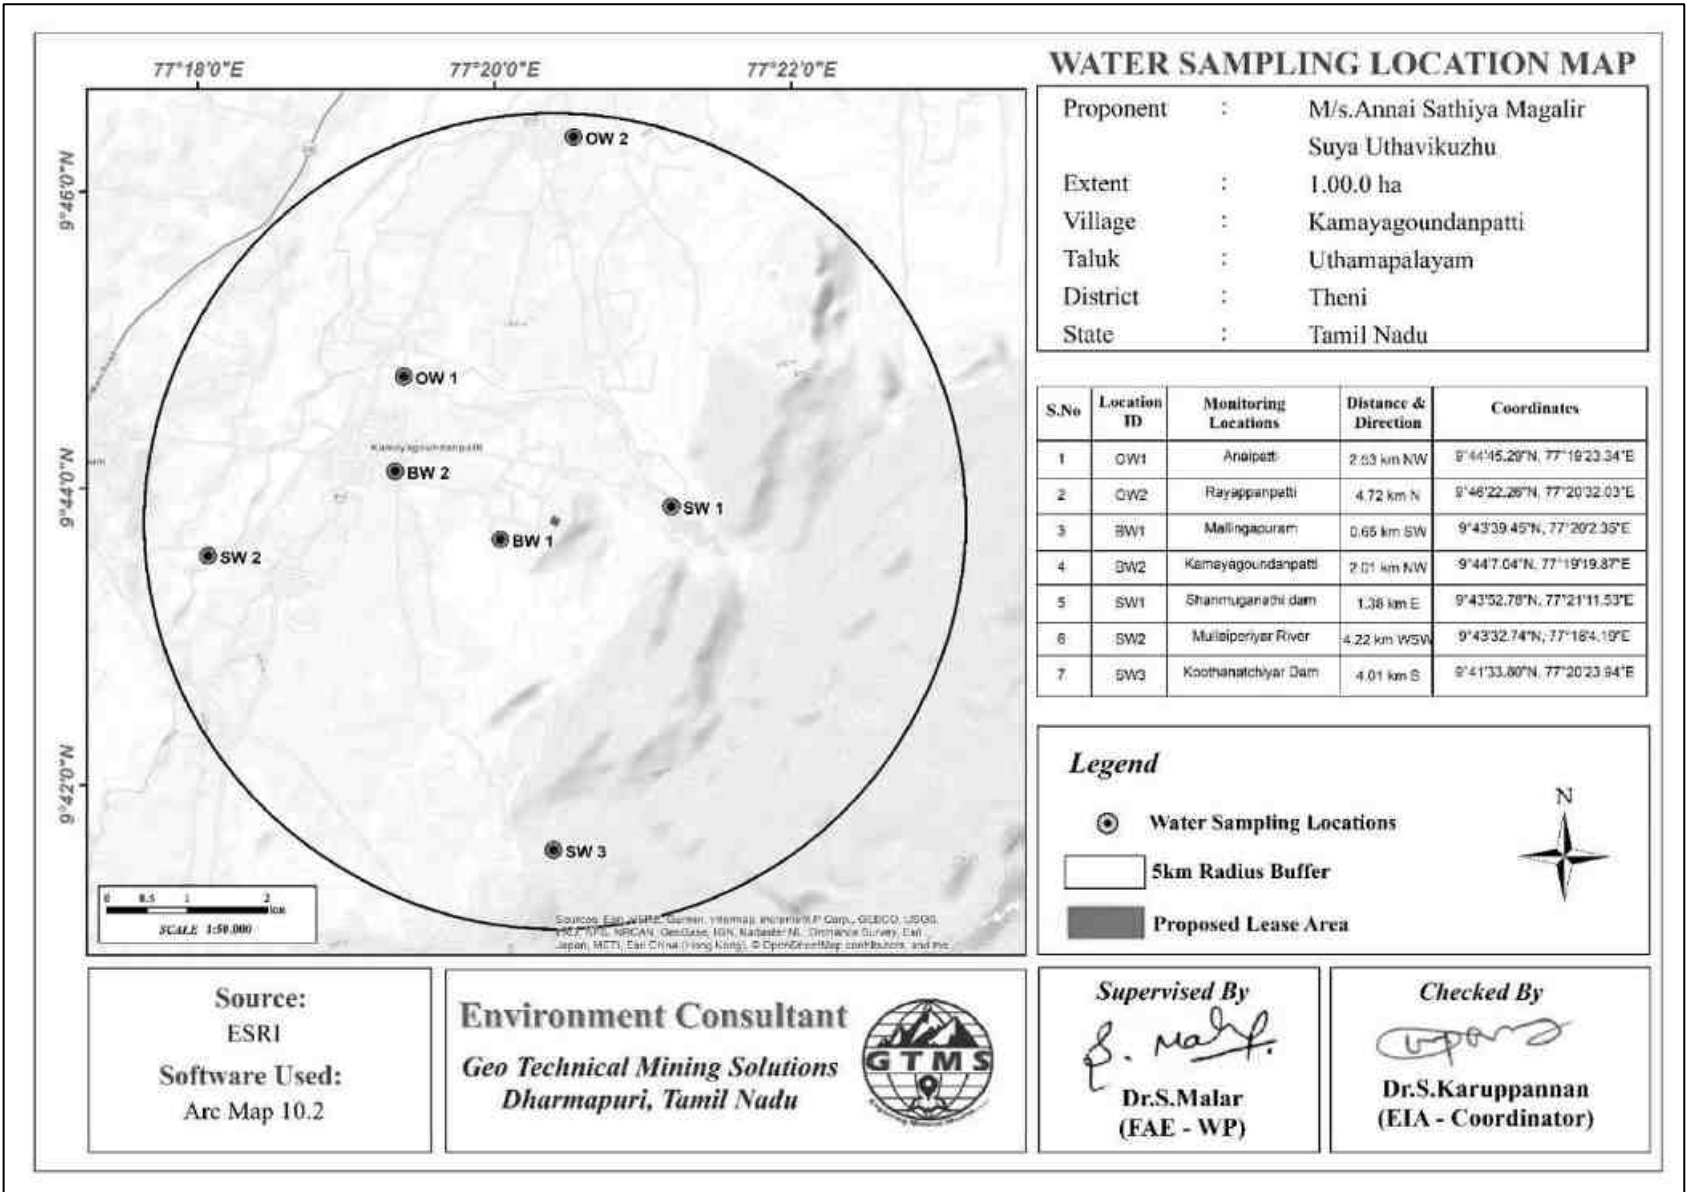 WATER SAMPLING LOCATION MAP
77°18'0"E 77°20'0"E 77°22'0"E
9°46'0"N
9°44'0"N
9°42'0"N
OW 2
OW 1
Kamayagoundanpatti
BW 2
SW 1
BW 1
SW 2
SW 3
0 0.5 1 2
km
SCALE 1:50,000
Proponent : M/s.Annai Sathiya Magalir
Suya Uthavikuzhu
Extent : 1.00.0 ha
Village : Kamayagoundanpatti
Taluk : Uthamapalayam
District : Theni
State : Tamil Nadu
S.No Location ID Monitoring Locations Distance & Direction Coordinates
1 OW1 Anaipatti 2.53 km NW 9°44'45.29"N, 77°19'23.34"E
2 OW2 Rayappanpatti 4.72 km N 9°46'22.26"N, 77°20'32.03"E
3 BW1 Mallingapuram 0.65 km SW 9°43'39.45"N, 77°20'2.35"E
4 BW2 Kamayagoundanpatti 2.01 km NW 9°44'7.04"N, 77°19'19.87"E
5 SW1 Shanmuganathi dam 1.38 km E 9°43'52.78"N, 77°21'11.53"E
6 SW2 Mullaiperiyar River 4.22 km WSW 9°43'32.74"N, 77°18'4.19"E
7 SW3 Koothanatchiyar Dam 4.01 km S 9°41'33.80"N, 77°20'23.94"E
Legend
Water Sampling Locations
5km Radius Buffer
Proposed Lease Area
N
Source:
ESRI
Software Used:
Arc Map 10.2
Environment Consultant
Geo Technical Mining Solutions
Dharmapuri, Tamil Nadu
GTMS
Supervised By
Dr.S.Malar
(FAE - WP)
Checked By
Dr.S.Karuppannan
(EIA - Coordinator)